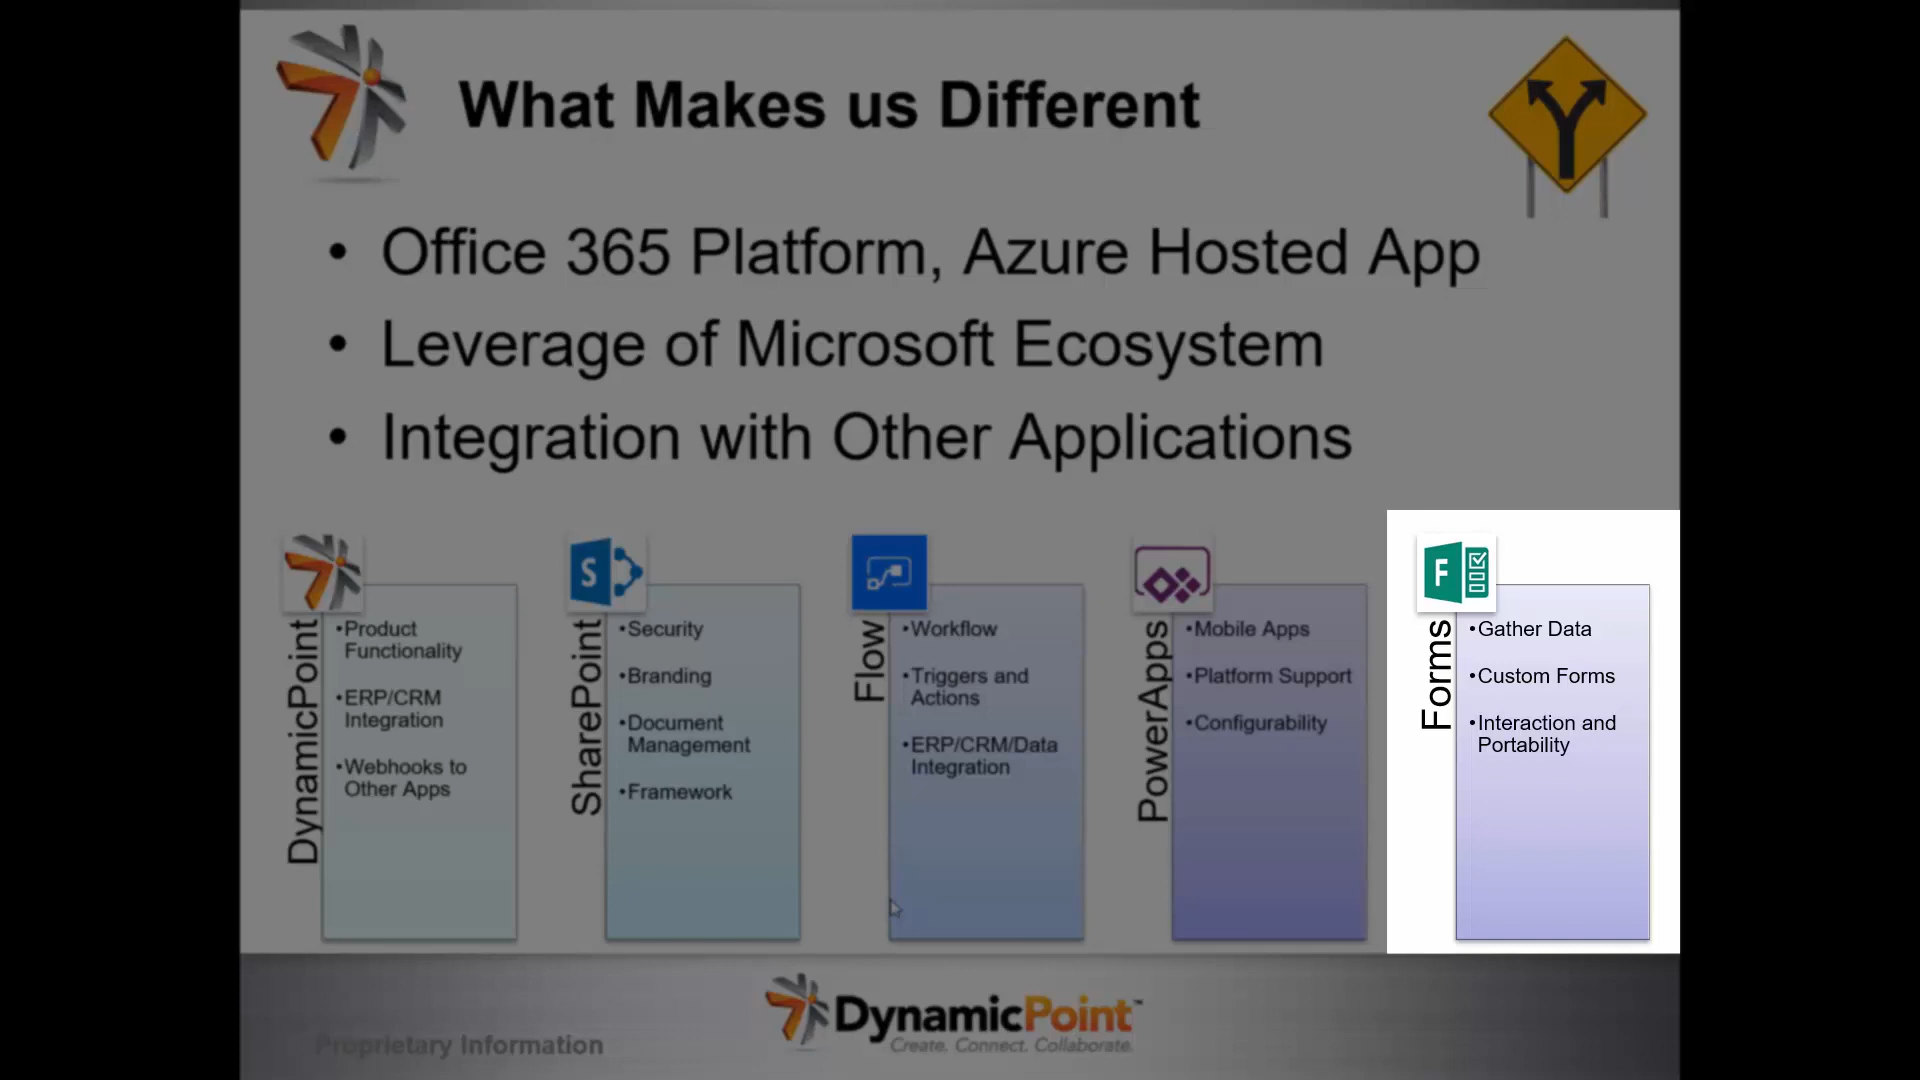 What Makes us Different
• Office 365 Platform, Azure Hosted App
• Leverage of Microsoft Ecosystem
• Integration with Other Applications
DynamicPoint
•Product
Functionality
•ERP/CRM
Integration
•Webhooks to
Other Apps
S
SharePoint
•Security
•Branding
•Document
Management
•Framework
Flow
•Workflow
•Triggers and
Actions
•ERP/CRM/Data
Integration
PowerApps
•Mobile Apps
•Platform Support
•Configurability
F
Forms
•Gather Data
•Custom Forms
•Interaction and
Portability
Proprietary Information
DynamicPoint™
Create. Connect. Collaborate.